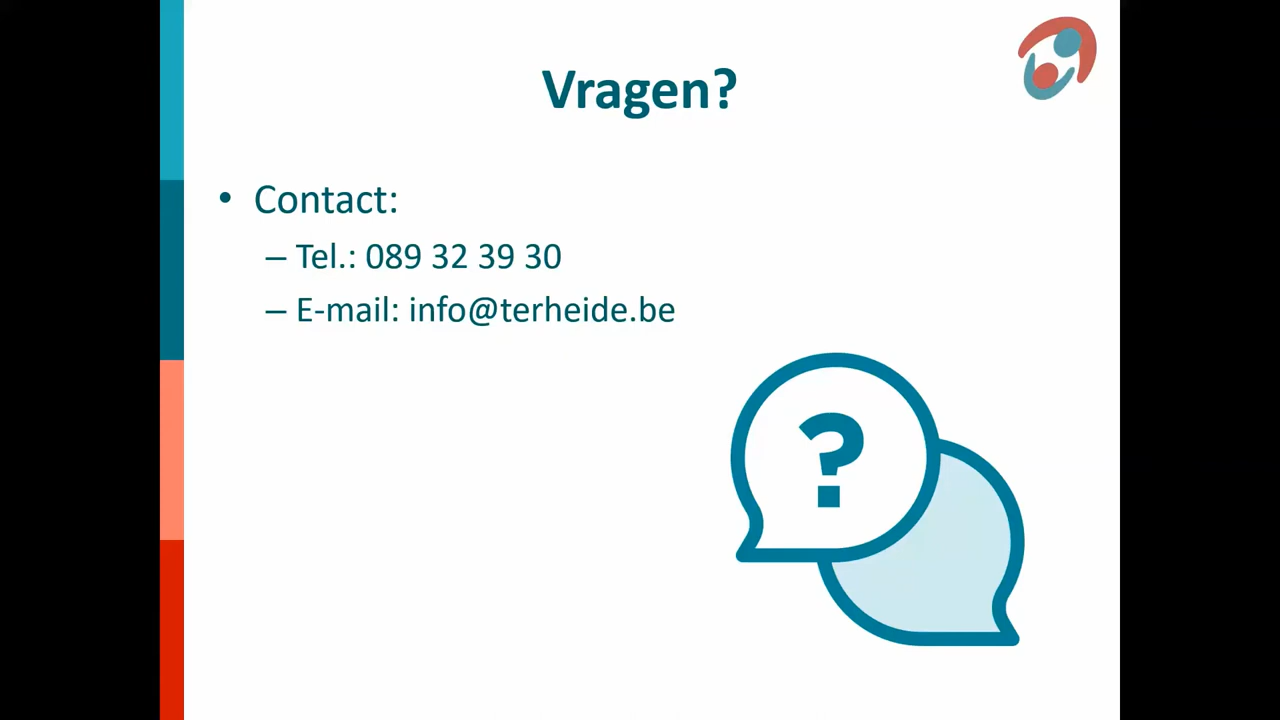 Vragen?
• Contact:
– Tel.: 089 32 39 30
– E-mail: info@terheide.be
?